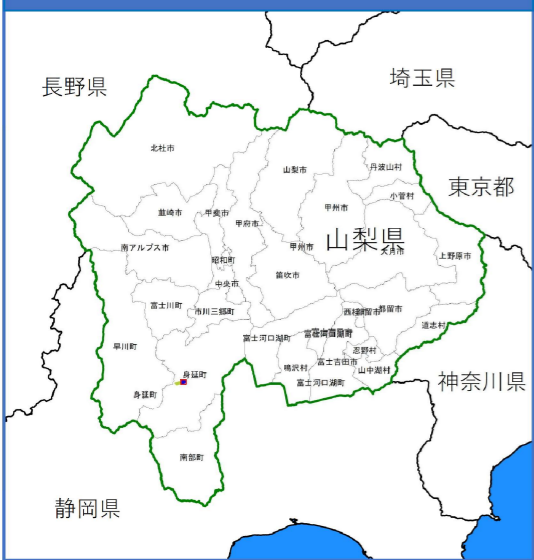 埼玉県
長野県
北杜市
山梨市
丹波山村
東京都
小菅村
韮崎市
甲斐市
甲州市
甲府市
山梨県
南アルプス市
甲州市
大月市
上野原市
昭和町
笛吹市
中央市
富士川町
市川三郷町
西桂町
都留市
都留市
道志村
富士河口湖町
早川町
忍野村
身延町
鳴沢村
富士吉田市
山中湖村
神奈川県
富士河口湖町
身延町
南部町
静岡県